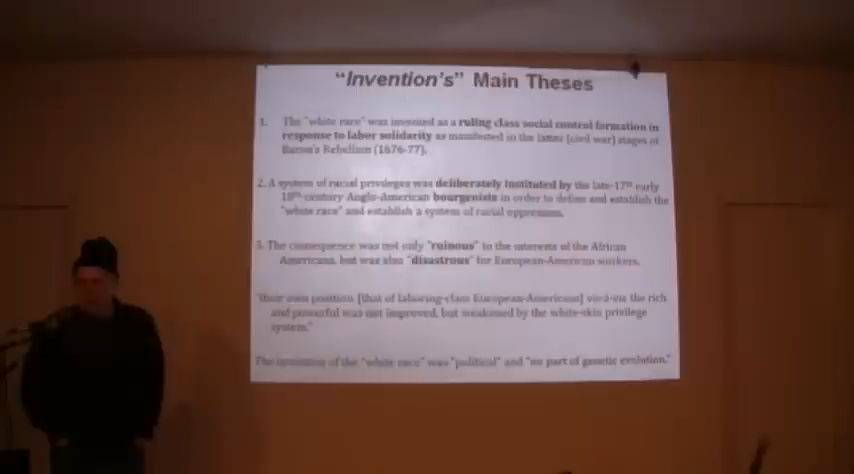 “Invention's” Main Theses
1. The "white race" was invented as a ruling class social control formation in
response to labor solidarity as manifested in the latter [civil war] stages of
Bacon's Rebellion (1676-77).
2. A system of racial privileges was deliberately instituted by the late-17th early
18th-century Anglo-American bourgeoisie in order to define and establish the
"white race" and establish a system of racial oppression.
3. The consequence was not only "ruinous" to the interests of the African
Americans, but was also "disastrous" for European-American workers.
"their own position [that of laboring-class European-Americans] vis-à-vis the rich
and powerful was not improved, but weakened by the white-skin privilege
system."
The invention of the "white race" was "political" and "no part of genetic evolution."